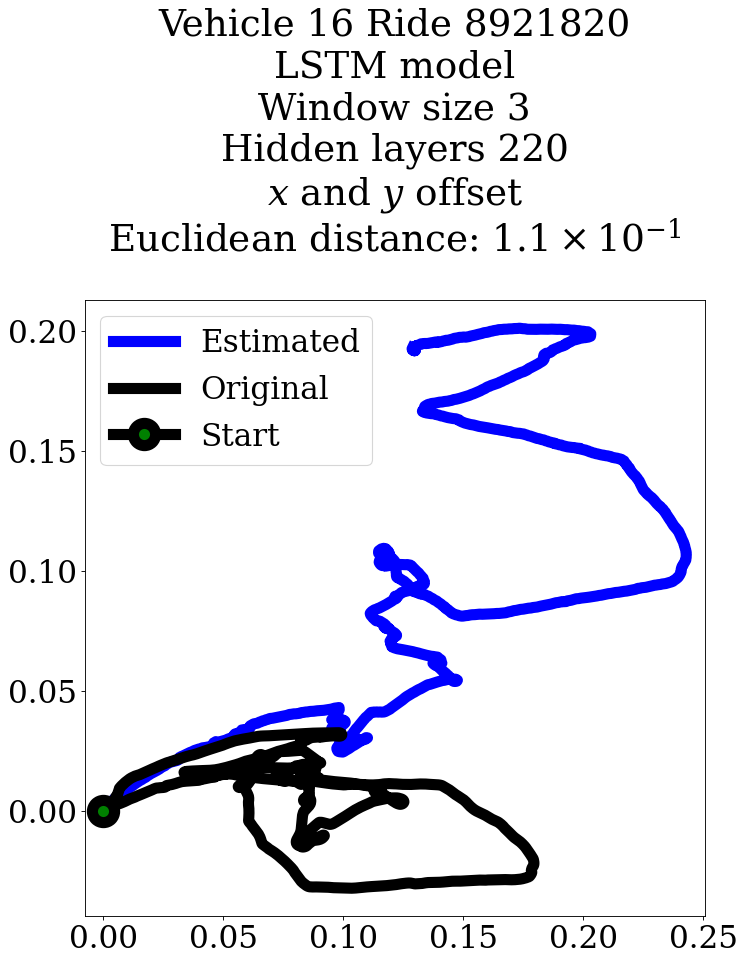 Vehicle 16 Ride 8921820
LSTM model
Window size 3
Hidden layers 220
x and y offset
Euclidean distance: 1.1 × 10⁻¹
Estimated
Original
Start
0.20
0.15
0.10
0.05
0.00
0.00 0.05 0.10 0.15 0.20 0.25